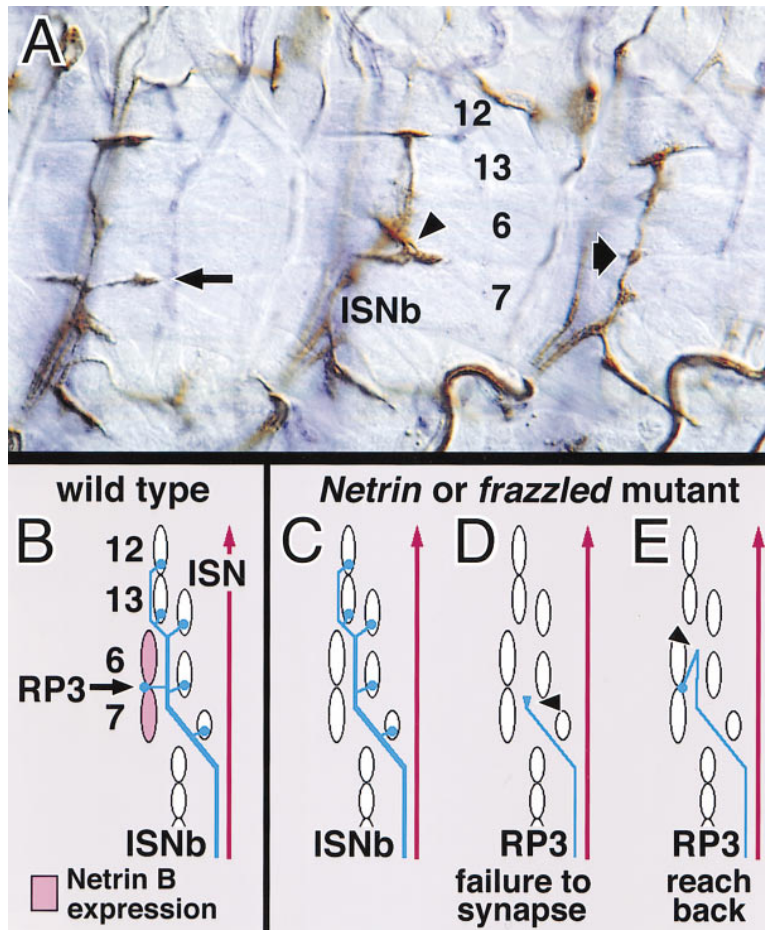 A
12
13
6
7
ISNb
wild type
Netrin or frazzled mutant
B
12
13
6
7
RP3
ISN
ISNb
Netrin B
expression
C
ISNb
D
RP3
failure to
synapse
E
RP3
reach
back